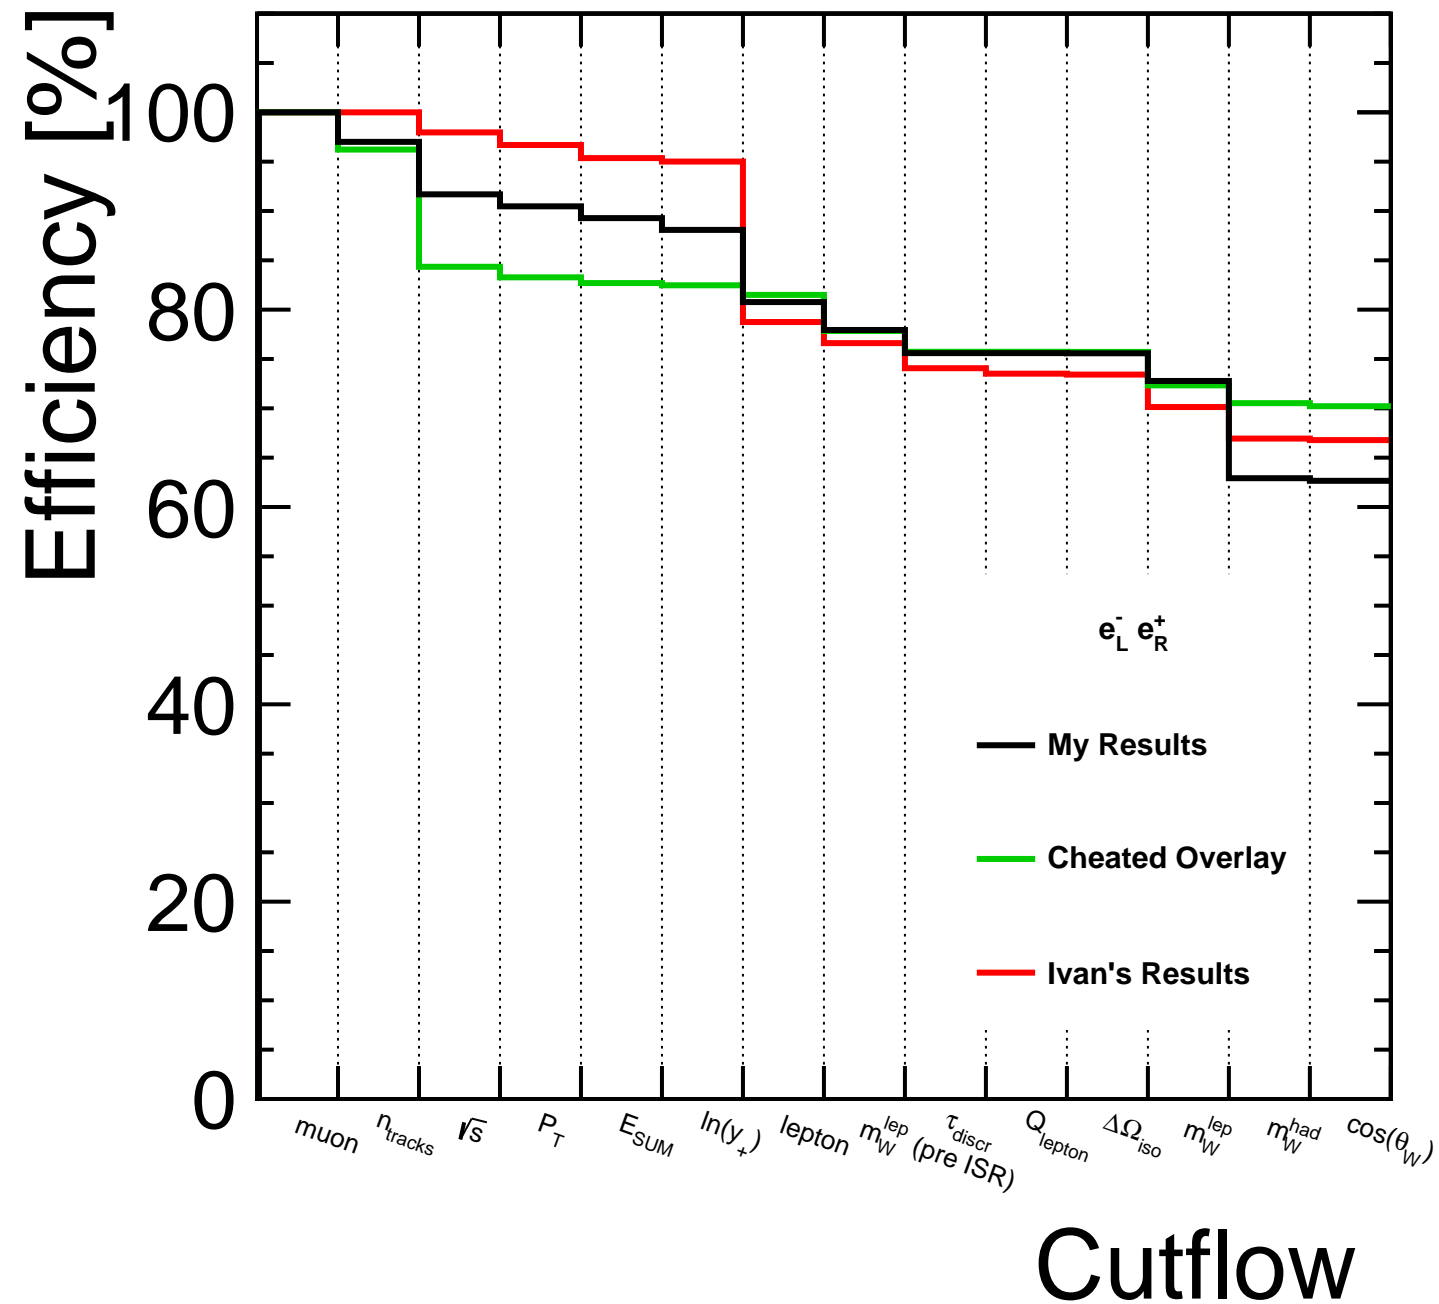 Efficiency [%]
100
80
60
40
20
0
e_L^- e_R^+
My Results
Cheated Overlay
Ivan's Results
muon
n_tracks
√s
P_T
E_SUM
ln(y_+)
lepton
m_W^lep (pre ISR)
τ_discr
Q_lepton
ΔΩ_iso
m_W^lep
m_W^had
cos(θ_W)
Cutflow